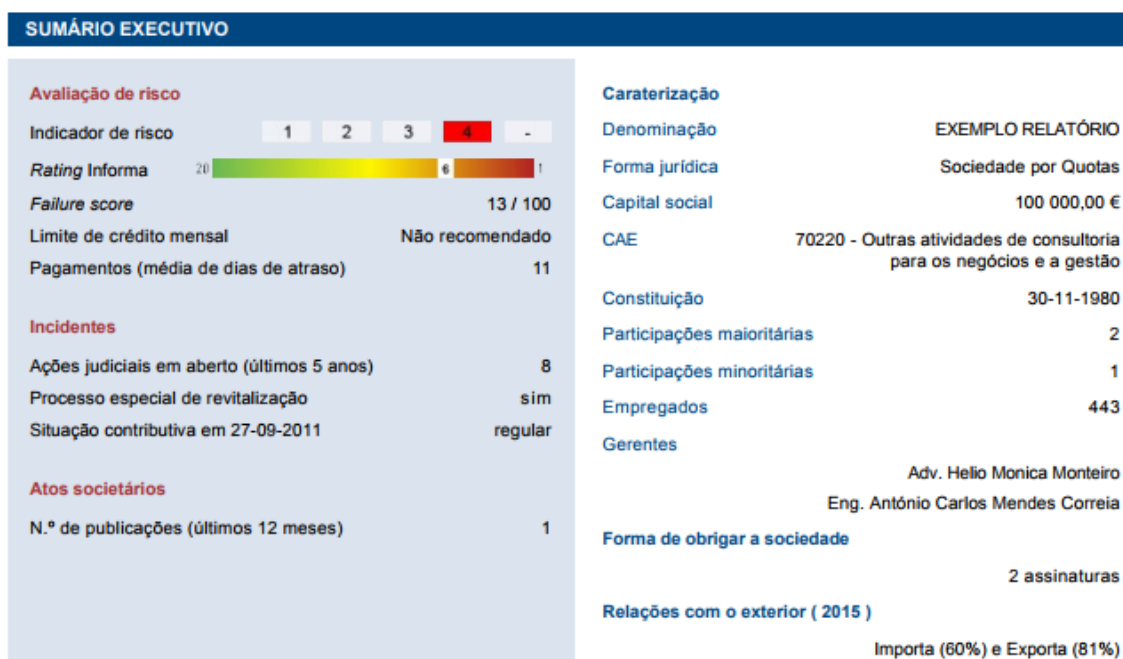 SUMÁRIO EXECUTIVO
Avaliação de risco
Indicador de risco 1 2 3 4 -
Rating Informa 20 6 1
Failure score 13 / 100
Limite de crédito mensal Não recomendado
Pagamentos (média de dias de atraso) 11
Incidentes
Ações judiciais em aberto (últimos 5 anos) 8
Processo especial de revitalização sim
Situação contributiva em 27-09-2011 regular
Atos societários
N.º de publicações (últimos 12 meses) 1
Caraterização
Denominação EXEMPLO RELATÓRIO
Forma jurídica Sociedade por Quotas
Capital social 100 000,00 €
CAE 70220 - Outras atividades de consultoria
para os negócios e a gestão
Constituição 30-11-1980
Participações maioritárias 2
Participações minoritárias 1
Empregados 443
Gerentes
Adv. Helio Monica Monteiro
Eng. António Carlos Mendes Correia
Forma de obrigar a sociedade
2 assinaturas
Relações com o exterior ( 2015 )
Importa (60%) e Exporta (81%)